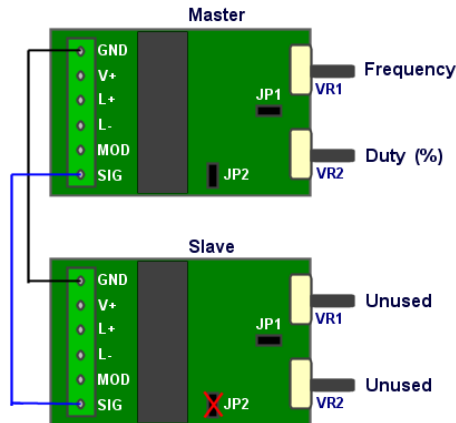 Master
GND
V+
L+
L-
MOD
SIG
JP1
JP2
VR1
Frequency
VR2
Duty (%)
Slave
GND
V+
L+
L-
MOD
SIG
JP1
JP2
VR1
Unused
VR2
Unused